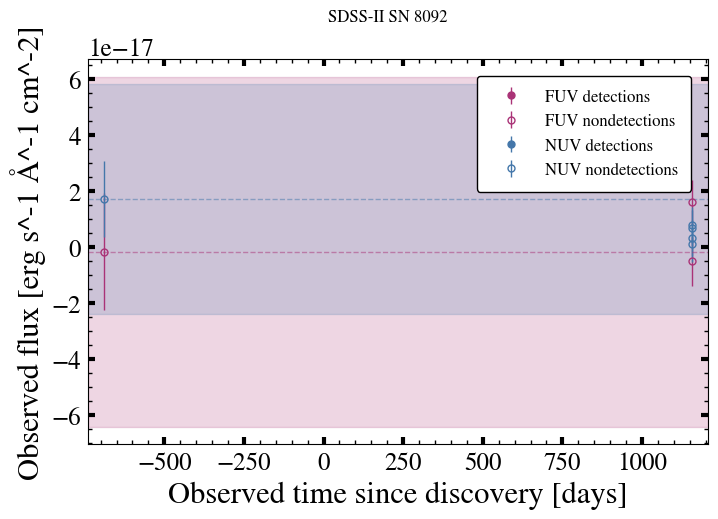 SDSS-II SN 8092
1e−17
Observed flux [erg s^-1 Å^-1 cm^-2]
6
4
2
0
−2
−4
−6
FUV detections
FUV nondetections
NUV detections
NUV nondetections
−500 −250 0 250 500 750 1000
Observed time since discovery [days]